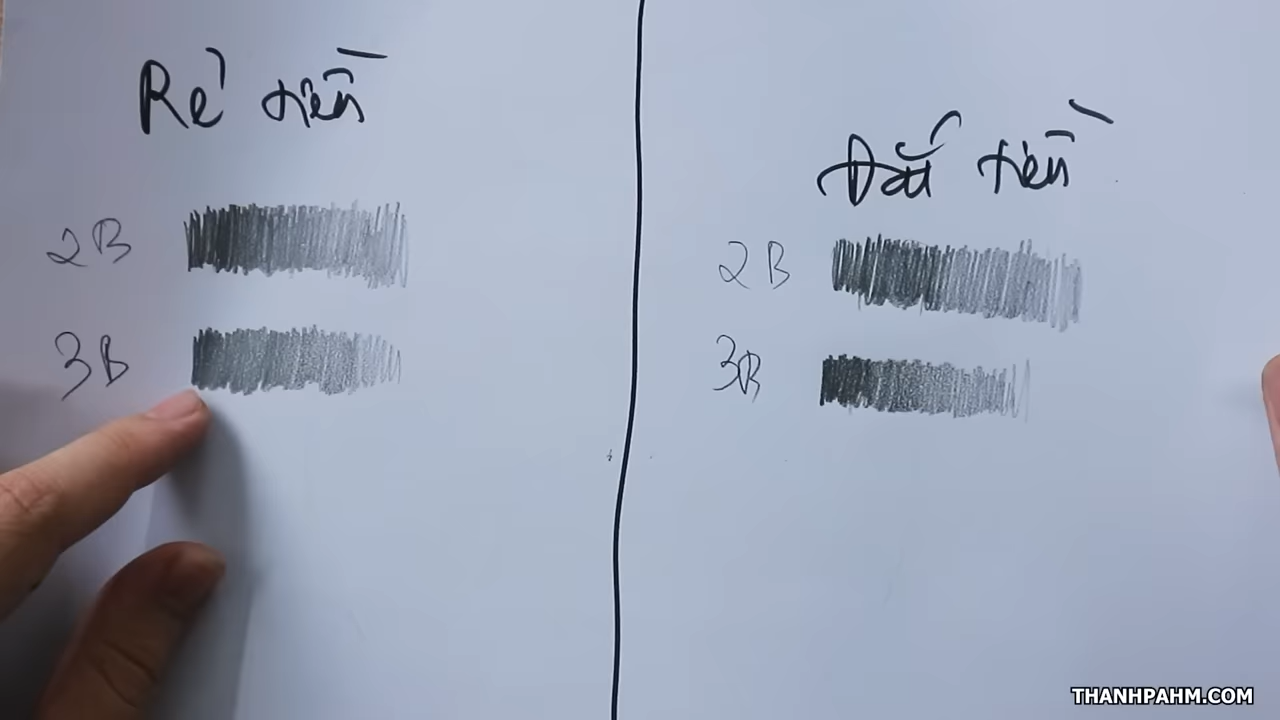 Rẻ tiền
2B
3B
Đắt tiền
2B
3B
THANHPAHM.COM